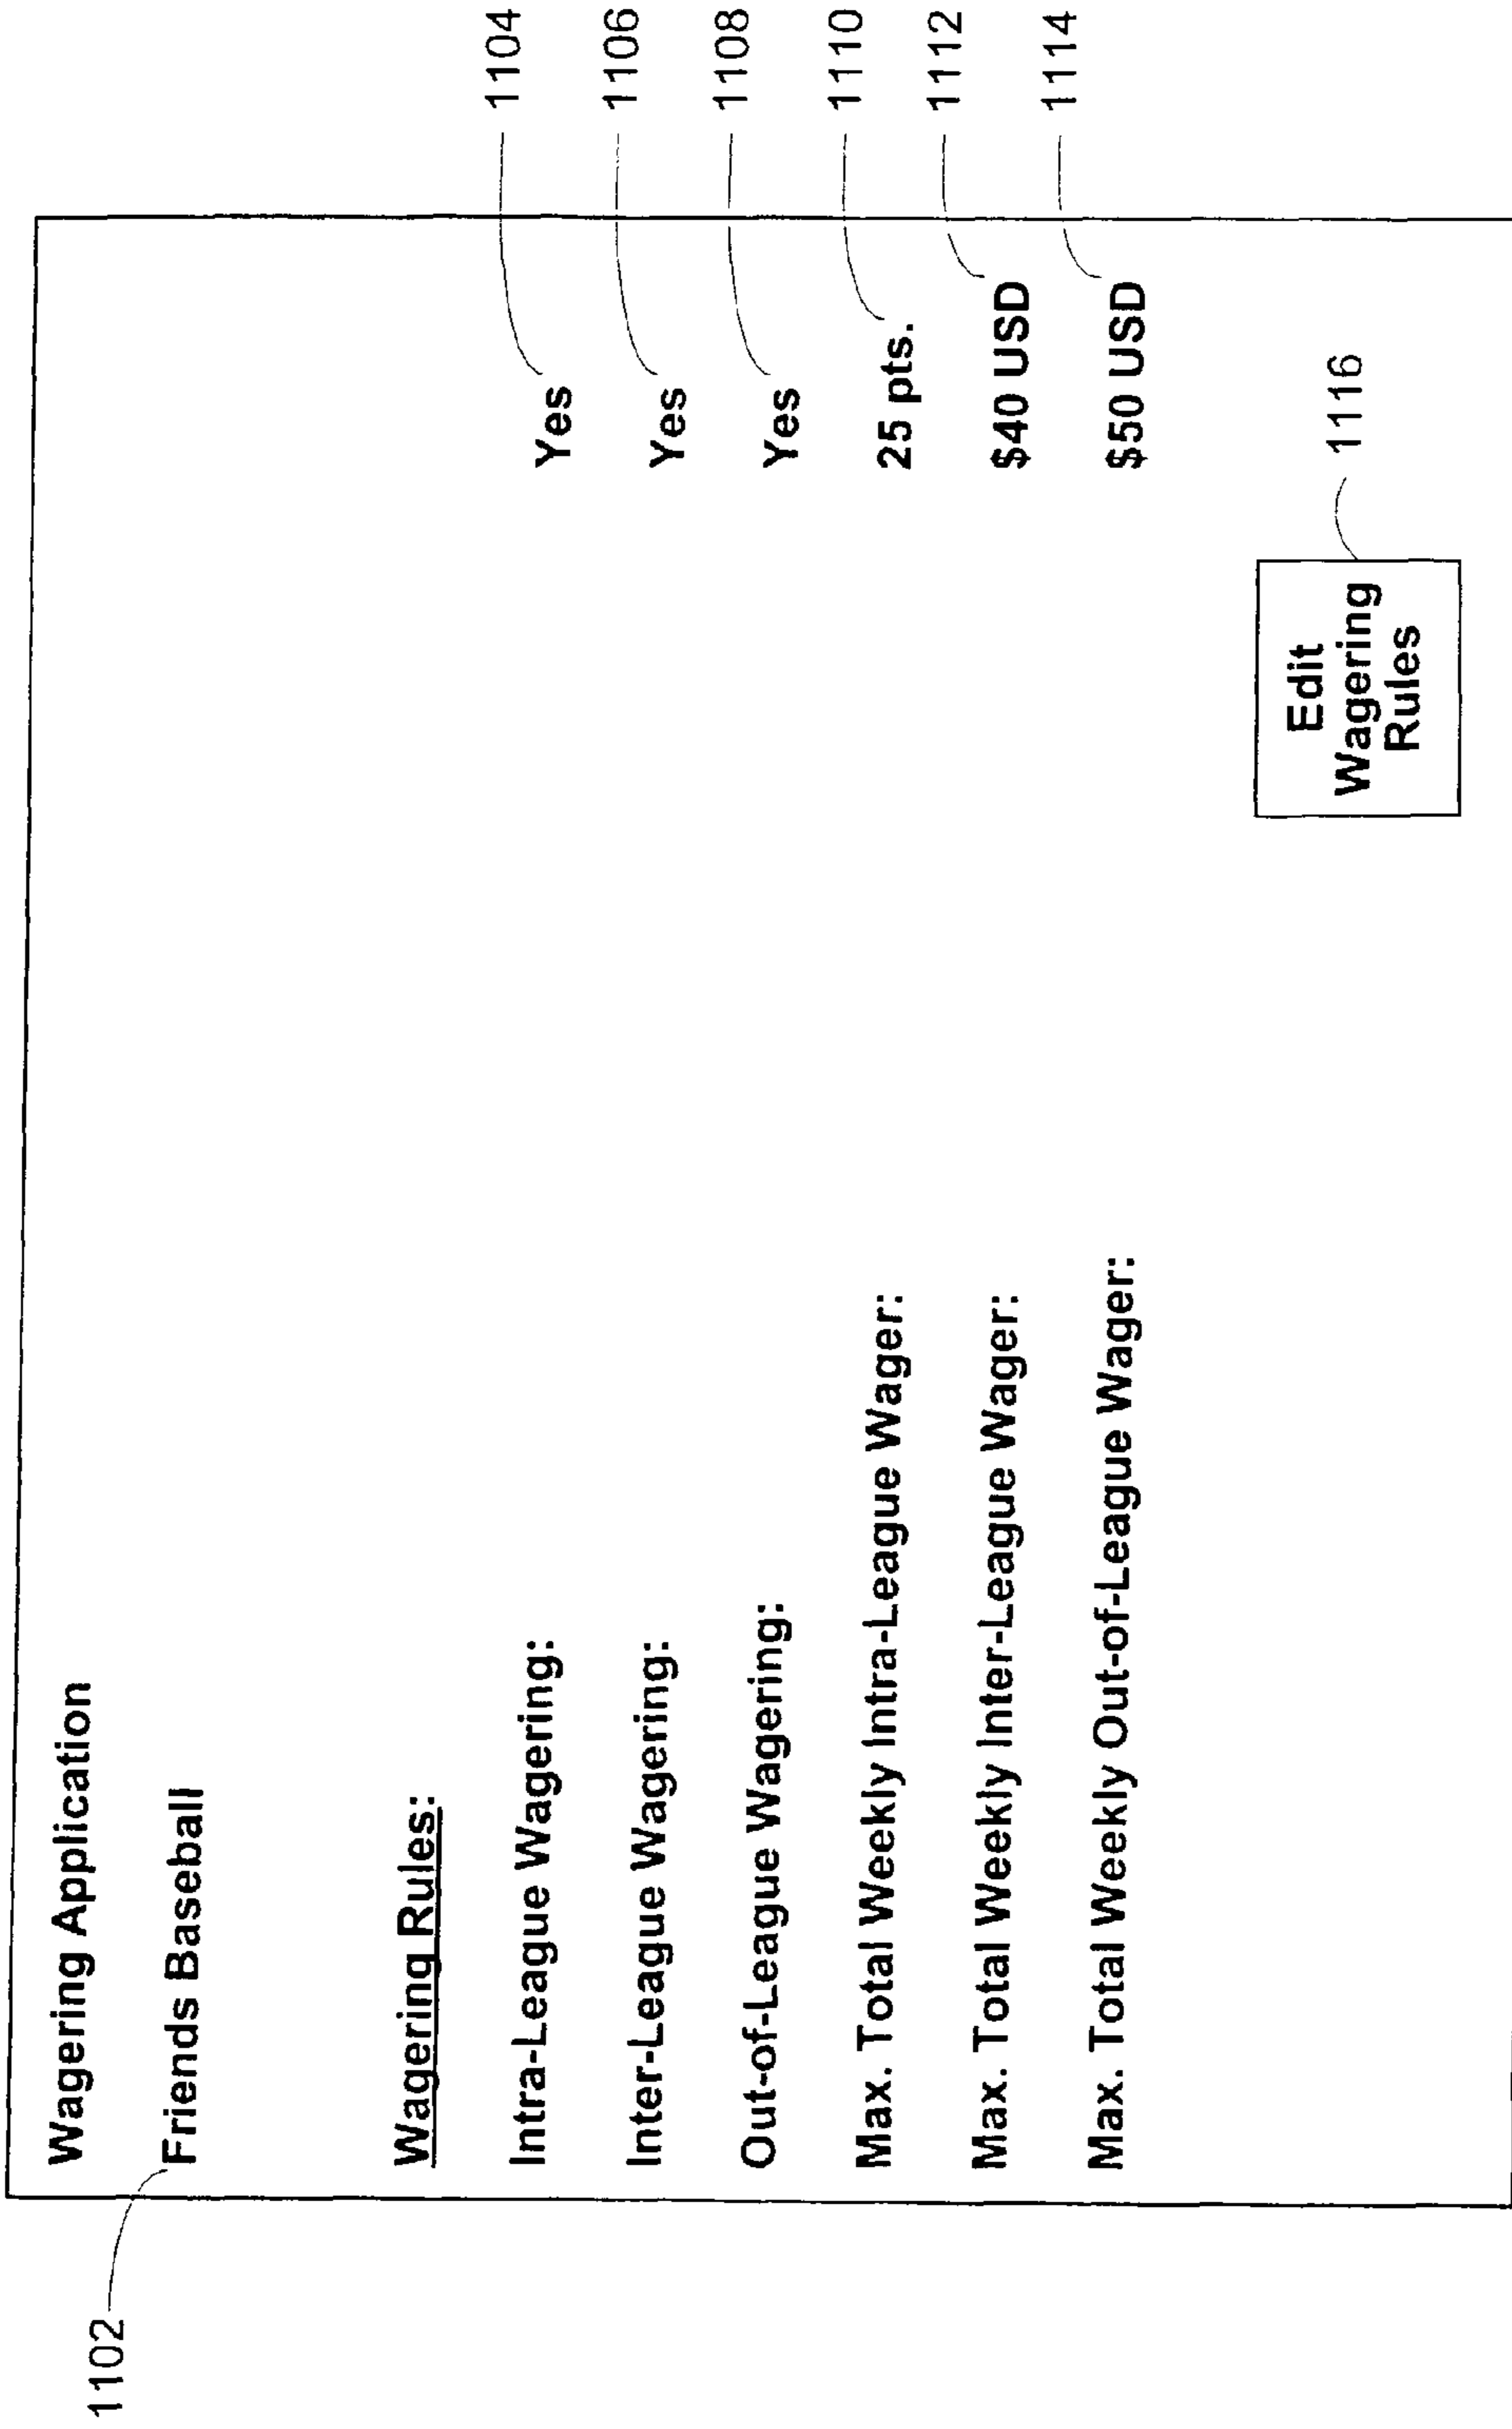 Wagering Application
1102
Friends Baseball
Wagering Rules:
Intra-League Wagering: Yes 1104
Inter-League Wagering: Yes 1106
Out-of-League Wagering: Yes 1108
Max. Total Weekly Intra-League Wager: 25 pts. 1110
Max. Total Weekly Inter-League Wager: $40 USD 1112
Max. Total Weekly Out-of-League Wager: $50 USD 1114
Edit
Wagering
Rules
1116